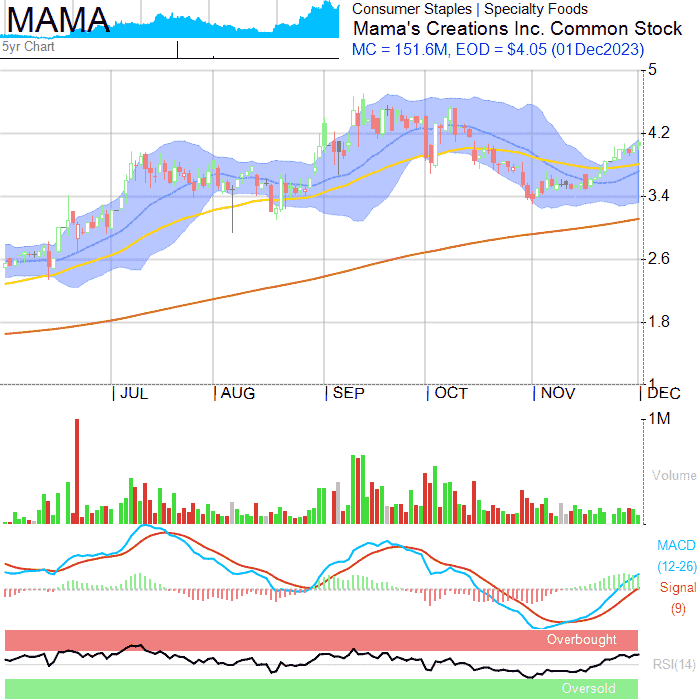 MAMA
Consumer Staples | Specialty Foods
Mama's Creations Inc. Common Stock
5yr Chart
MC = 151.6M, EOD = $4.05 (01Dec2023)
5
4.2
3.4
2.6
1.8
1
JUL AUG SEP OCT NOV DEC
1M
Volume
MACD
(12-26)
Signal
(9)
Overbought
RSI(14)
Oversold